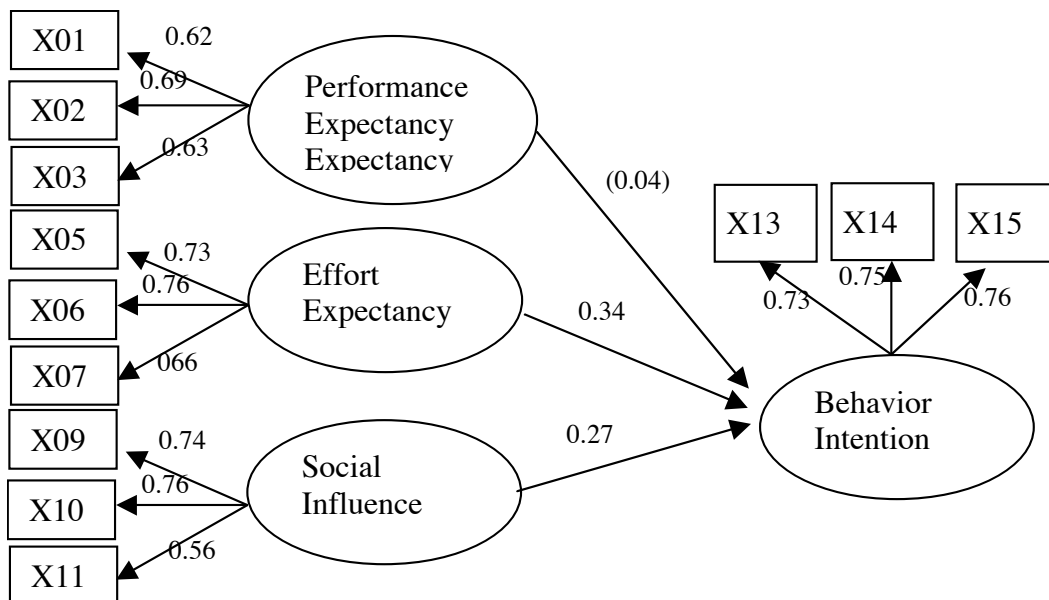 X01
0.62
X02
0.69
X03
0.63
Performance
Expectancy
Expectancy
(0.04)
X05
0.73
X06
0.76
X07
066
Effort
Expectancy
0.34
X09
0.74
X10
0.76
X11
0.56
Social
Influence
0.27
X13
X14
X15
0.73
0.75
0.76
Behavior
Intention